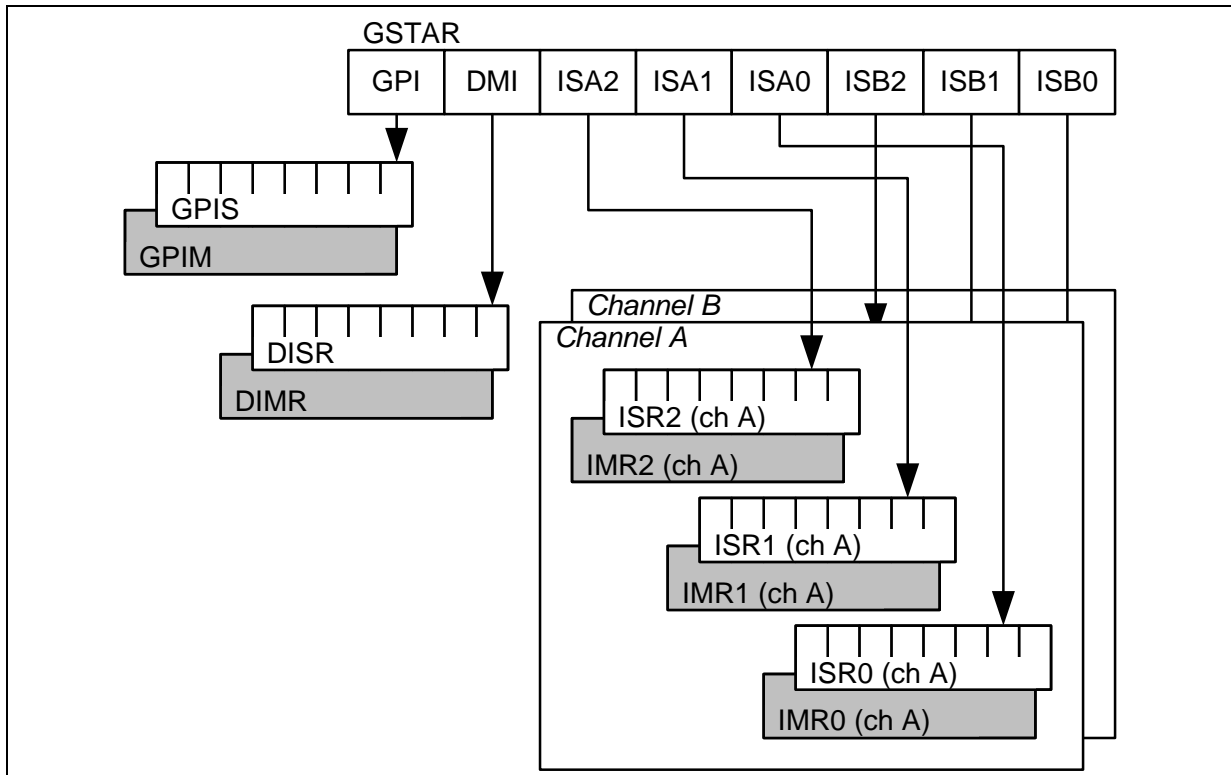 GSTAR
GPI DMI ISA2 ISA1 ISA0 ISB2 ISB1 ISB0
GPIS
GPIM
DISR
DIMR
Channel B
Channel A
ISR2 (ch A)
IMR2 (ch A)
ISR1 (ch A)
IMR1 (ch A)
ISR0 (ch A)
IMR0 (ch A)